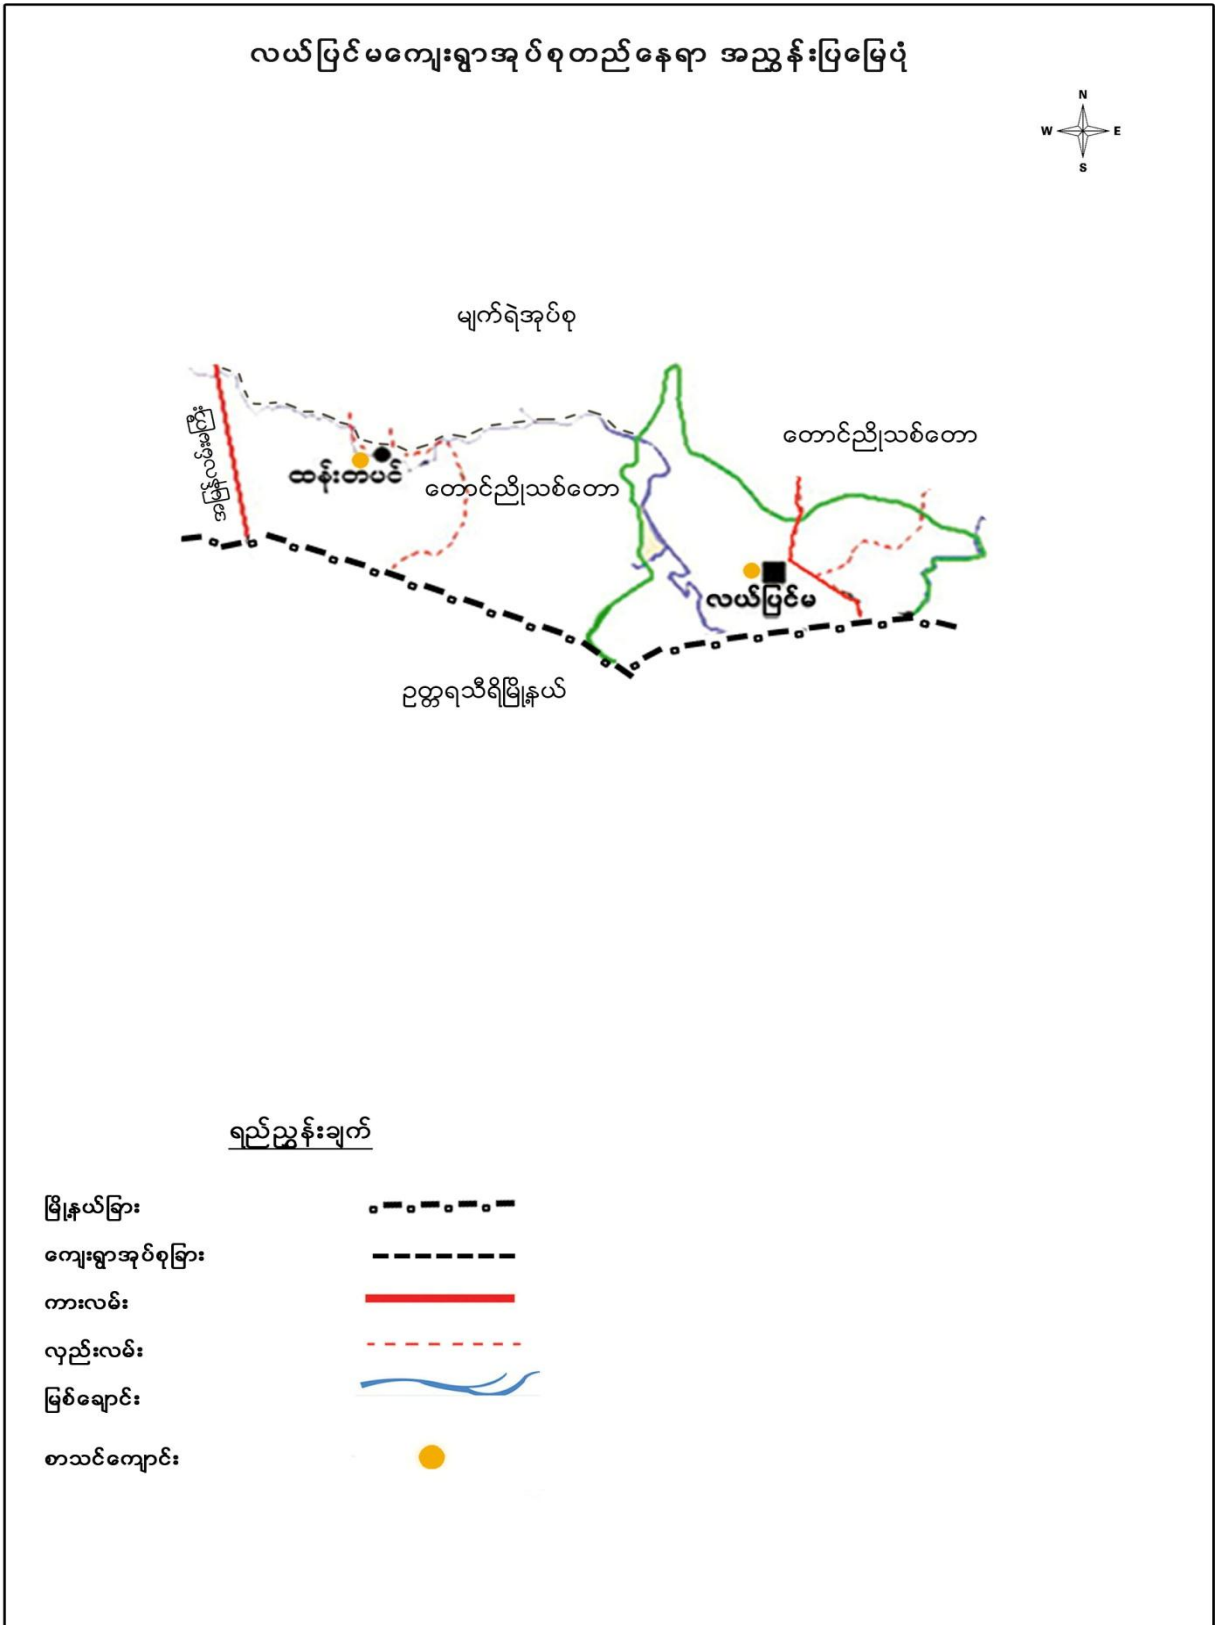 လယ်ပြင်မကျေးရွာအုပ်စုတည်နေရာ အညွှန်းပြမြေပုံ
N
W E
S
မျက်ရဲအုပ်စု
တောင်ညိုသစ်တော
ထန်းတပင်
တောင်ညိုသစ်တော
လယ်ပြင်မ
ဥတ္တရသီရိမြို့နယ်
ရည်ညွှန်းချက်
မြို့နယ်ခြား
ကျေးရွာအုပ်စုခြား
ကားလမ်း
လှည်းလမ်း
မြစ်ချောင်း
စာသင်ကျောင်း